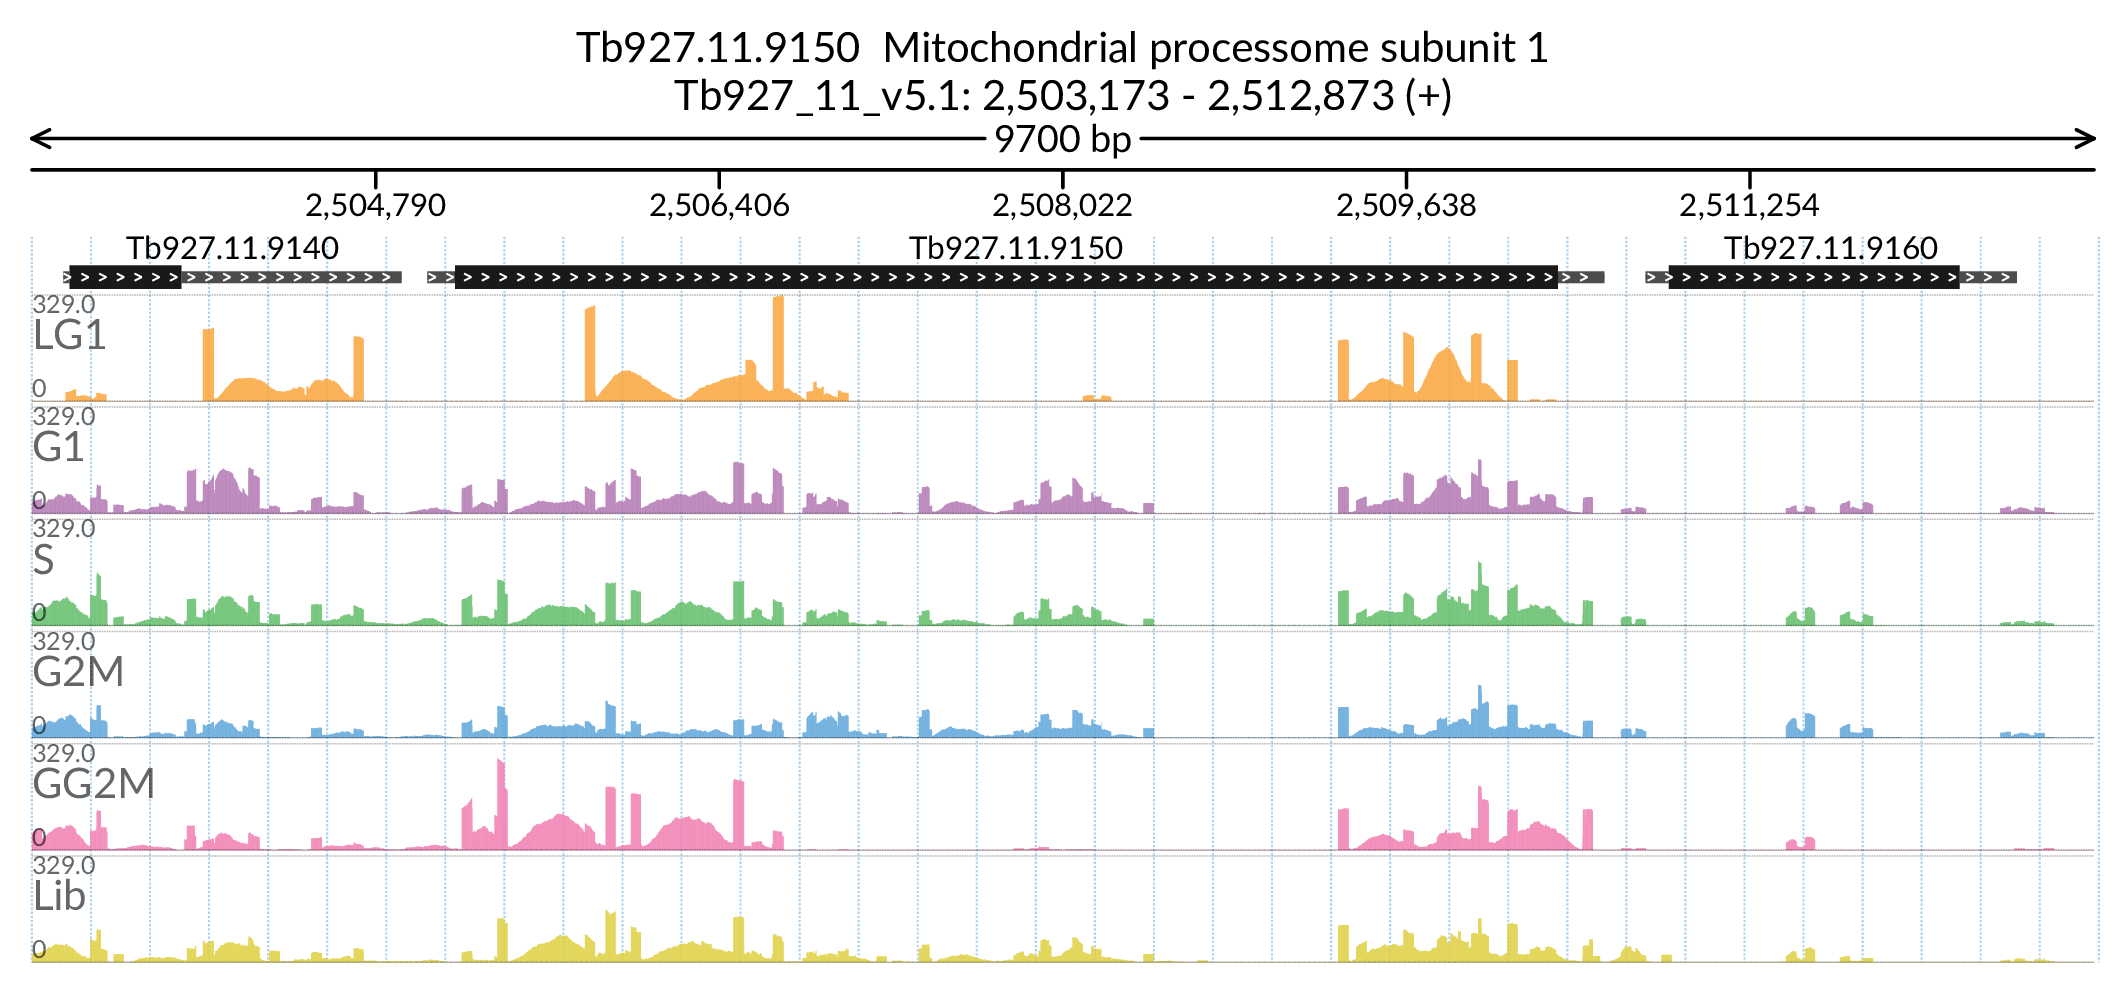 Tb927.11.9150  Mitochondrial processome subunit 1
Tb927_11_v5.1: 2,503,173 - 2,512,873 (+)
9700 bp
2,504,790 2,506,406 2,508,022 2,509,638 2,511,254
Tb927.11.9140 Tb927.11.9150 Tb927.11.9160
329.0
LG1
0
329.0
G1
0
329.0
S
0
329.0
G2M
0
329.0
GG2M
0
329.0
Lib
0